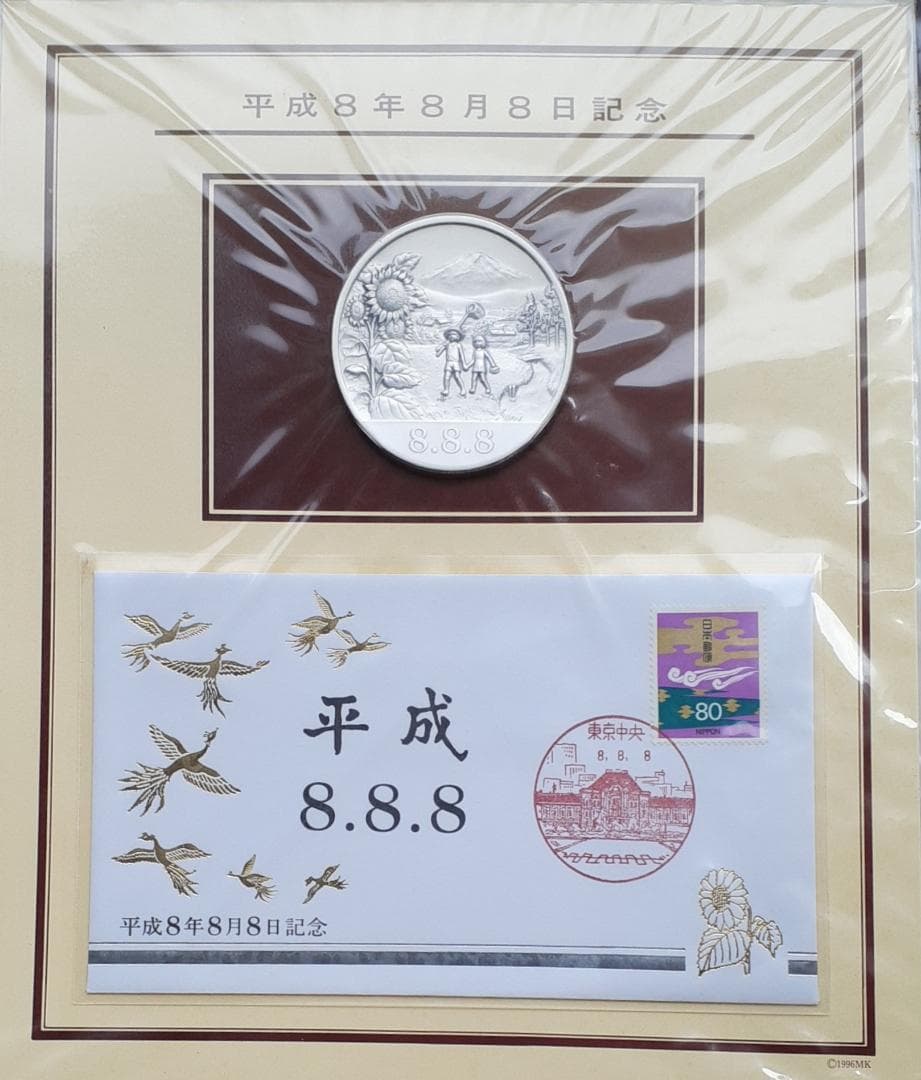 平成8年8月8日記念
8.8.8
日本郵便
80
NIPPON
平成
8.8.8
東京中央
8. 8. 8
平成8年8月8日記念
©1996MK